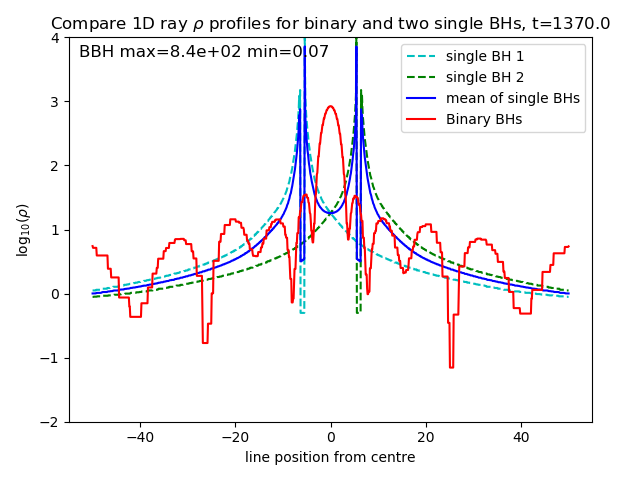 Compare 1D ray ρ profiles for binary and two single BHs, t=1370.0
BBH max=8.4e+02 min=0.07
single BH 1
single BH 2
mean of single BHs
Binary BHs
4
3
2
1
0
−1
−2
log₁₀(ρ)
−40
−20
0
20
40
line position from centre